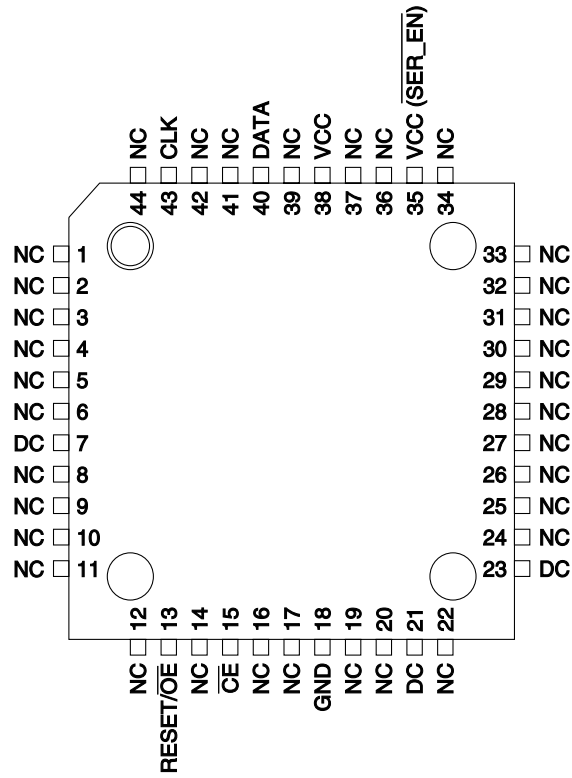 (SER_EN)
NC CLK NC NC DATA NC VCC NC NC VCC NC
44 43 42 41 40 39 38 37 36 35 34
NC 1 33 NC
NC 2 32 NC
NC 3 31 NC
NC 4 30 NC
NC 5 29 NC
NC 6 28 NC
DC 7 27 NC
NC 8 26 NC
NC 9 25 NC
NC 10 24 NC
NC 11 23 DC
12 13 14 15 16 17 18 19 20 21 22
NC RESET/OE NC CE NC NC GND NC NC DC NC